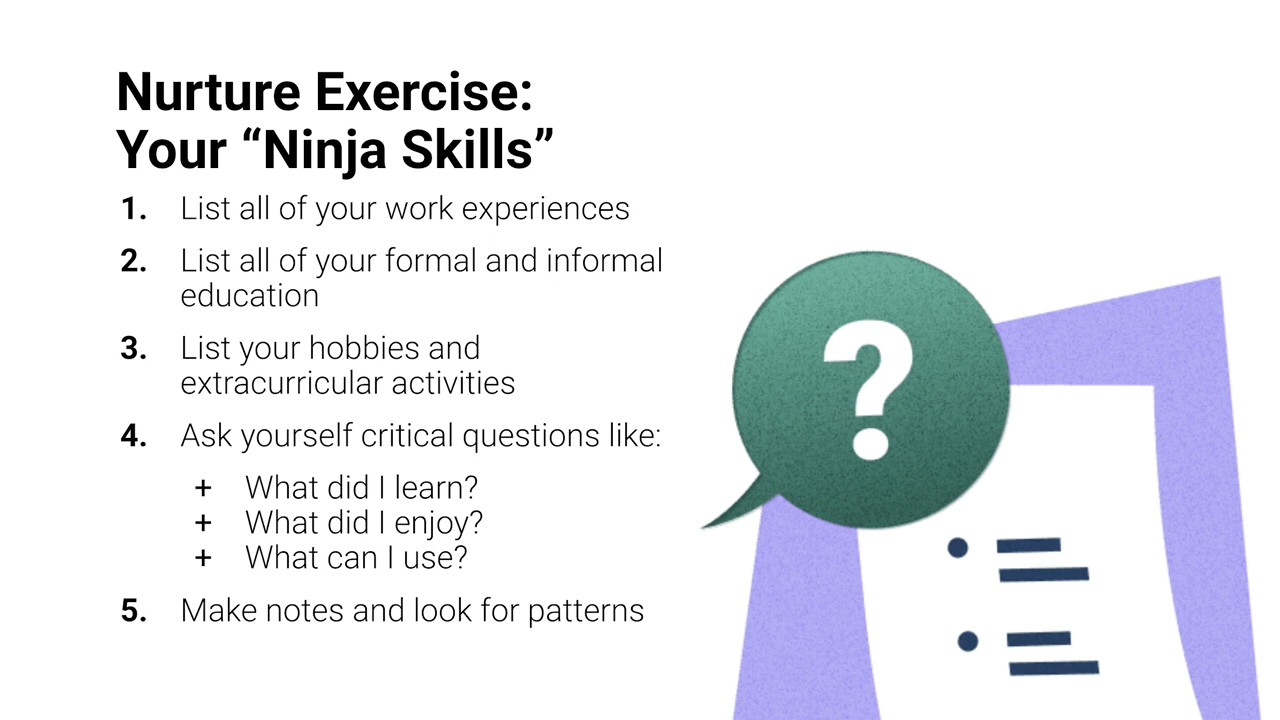 Nurture Exercise:
Your “Ninja Skills”
1. List all of your work experiences
2. List all of your formal and informal
education
3. List your hobbies and
extracurricular activities
4. Ask yourself critical questions like:
+ What did I learn?
+ What did I enjoy?
+ What can I use?
5. Make notes and look for patterns
?